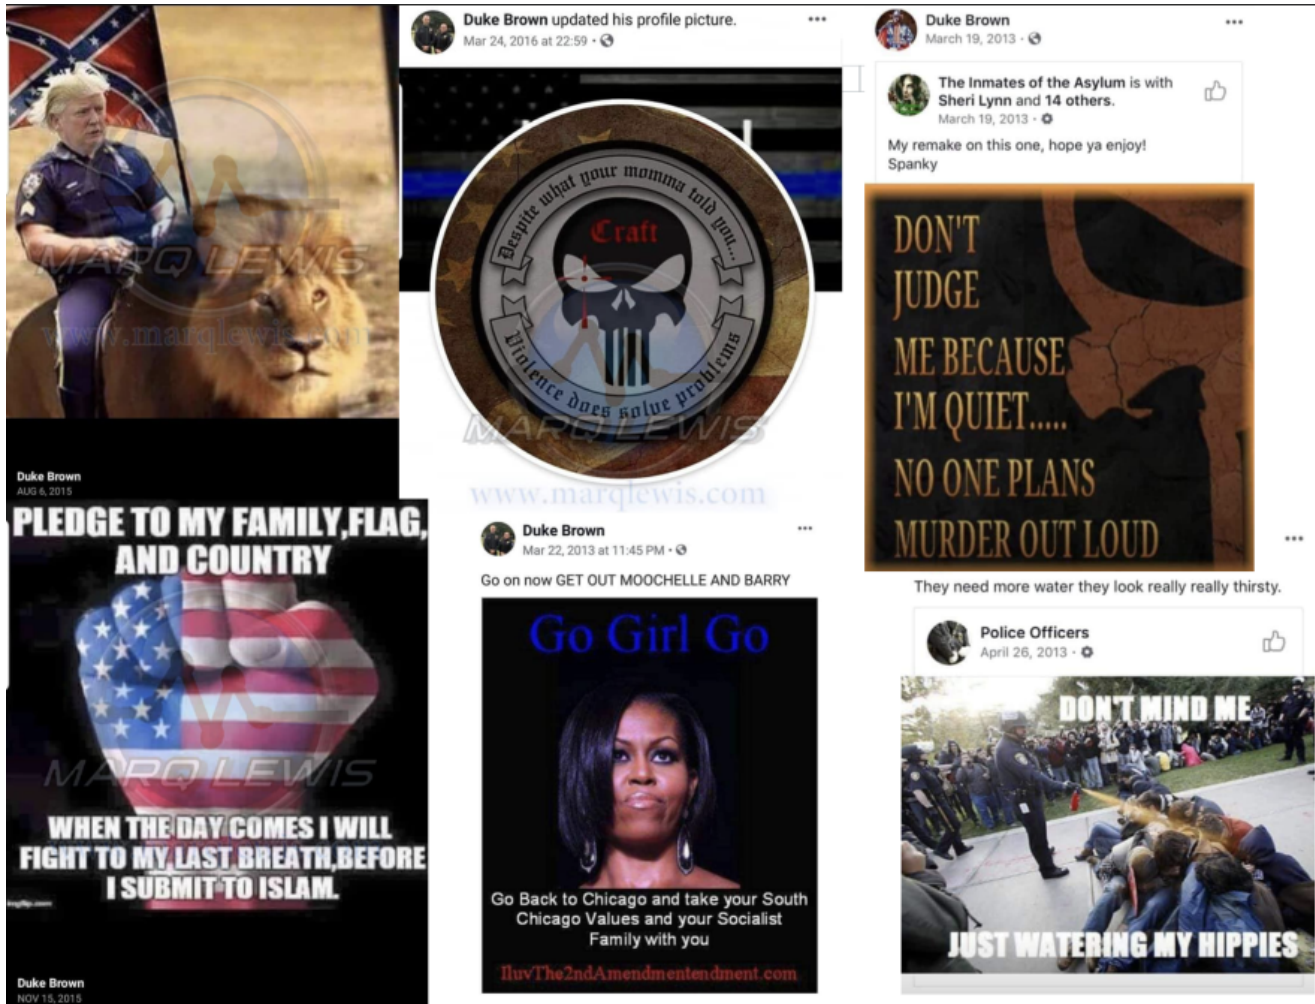 MARQ LEWIS
www.marqlewis.com
Duke Brown
AUG 6, 2015
PLEDGE TO MY FAMILY,FLAG,
AND COUNTRY
MARQ LEWIS
WHEN THE DAY COMES I WILL
FIGHT TO MY LAST BREATH,BEFORE
I SUBMIT TO ISLAM.
imgflip.com
Duke Brown
NOV 15, 2015
Duke Brown updated his profile picture.
Mar 24, 2016 at 22:59 ·
Despite what your momma told you...
Craft
Violence does solve problems
MARQ LEWIS
www.marqlewis.com
Duke Brown
Mar 22, 2013 at 11:45 PM ·
Go on now GET OUT MOOCHELLE AND BARRY
Go Girl Go
Go Back to Chicago and take your South
Chicago Values and your Socialist
Family with you
IluvThe2ndAmendmentendment.com
Duke Brown
March 19, 2013 ·
The Inmates of the Asylum is with
Sheri Lynn and 14 others.
March 19, 2013 ·
My remake on this one, hope ya enjoy!
Spanky
DON'T
JUDGE
ME BECAUSE
I'M QUIET.....
NO ONE PLANS
MURDER OUT LOUD
They need more water they look really really thirsty.
Police Officers
April 26, 2013 ·
DON'T MIND ME
JUST WATERING MY HIPPIES